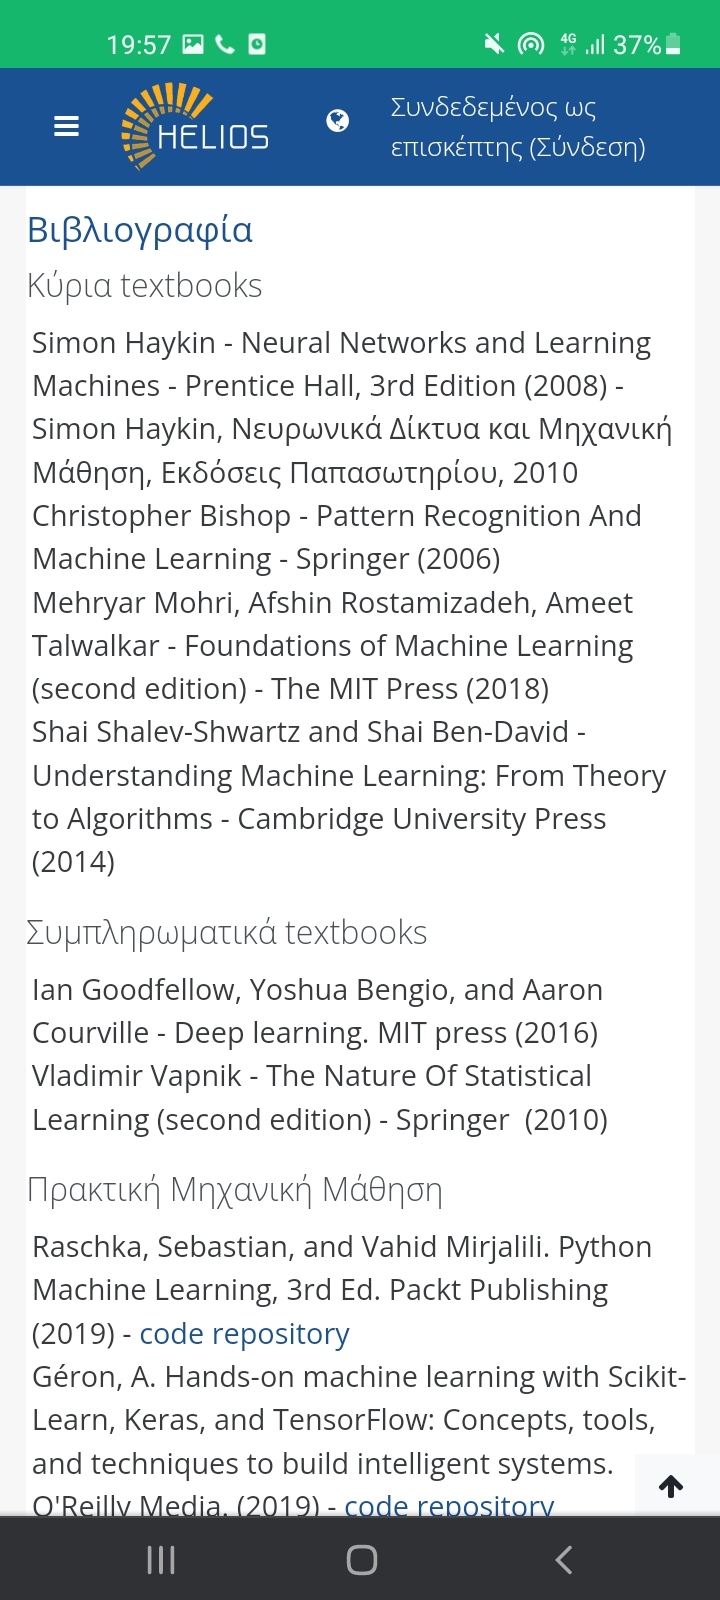 19:57
4G 37%
HELIOS
Συνδεδεμένος ως
επισκέπτης (Σύνδεση)
Βιβλιογραφία
Κύρια textbooks
Simon Haykin - Neural Networks and Learning
Machines - Prentice Hall, 3rd Edition (2008) -
Simon Haykin, Νευρωνικά Δίκτυα και Μηχανική
Μάθηση, Εκδόσεις Παπασωτηρίου, 2010
Christopher Bishop - Pattern Recognition And
Machine Learning - Springer (2006)
Mehryar Mohri, Afshin Rostamizadeh, Ameet
Talwalkar - Foundations of Machine Learning
(second edition) - The MIT Press (2018)
Shai Shalev-Shwartz and Shai Ben-David -
Understanding Machine Learning: From Theory
to Algorithms - Cambridge University Press
(2014)
Συμπληρωματικά textbooks
Ian Goodfellow, Yoshua Bengio, and Aaron
Courville - Deep learning. MIT press (2016)
Vladimir Vapnik - The Nature Of Statistical
Learning (second edition) - Springer  (2010)
Πρακτική Μηχανική Μάθηση
Raschka, Sebastian, and Vahid Mirjalili. Python
Machine Learning, 3rd Ed. Packt Publishing
(2019) - code repository
Géron, A. Hands-on machine learning with Scikit-
Learn, Keras, and TensorFlow: Concepts, tools,
and techniques to build intelligent systems.
O'Reilly Media. (2019) - code repository